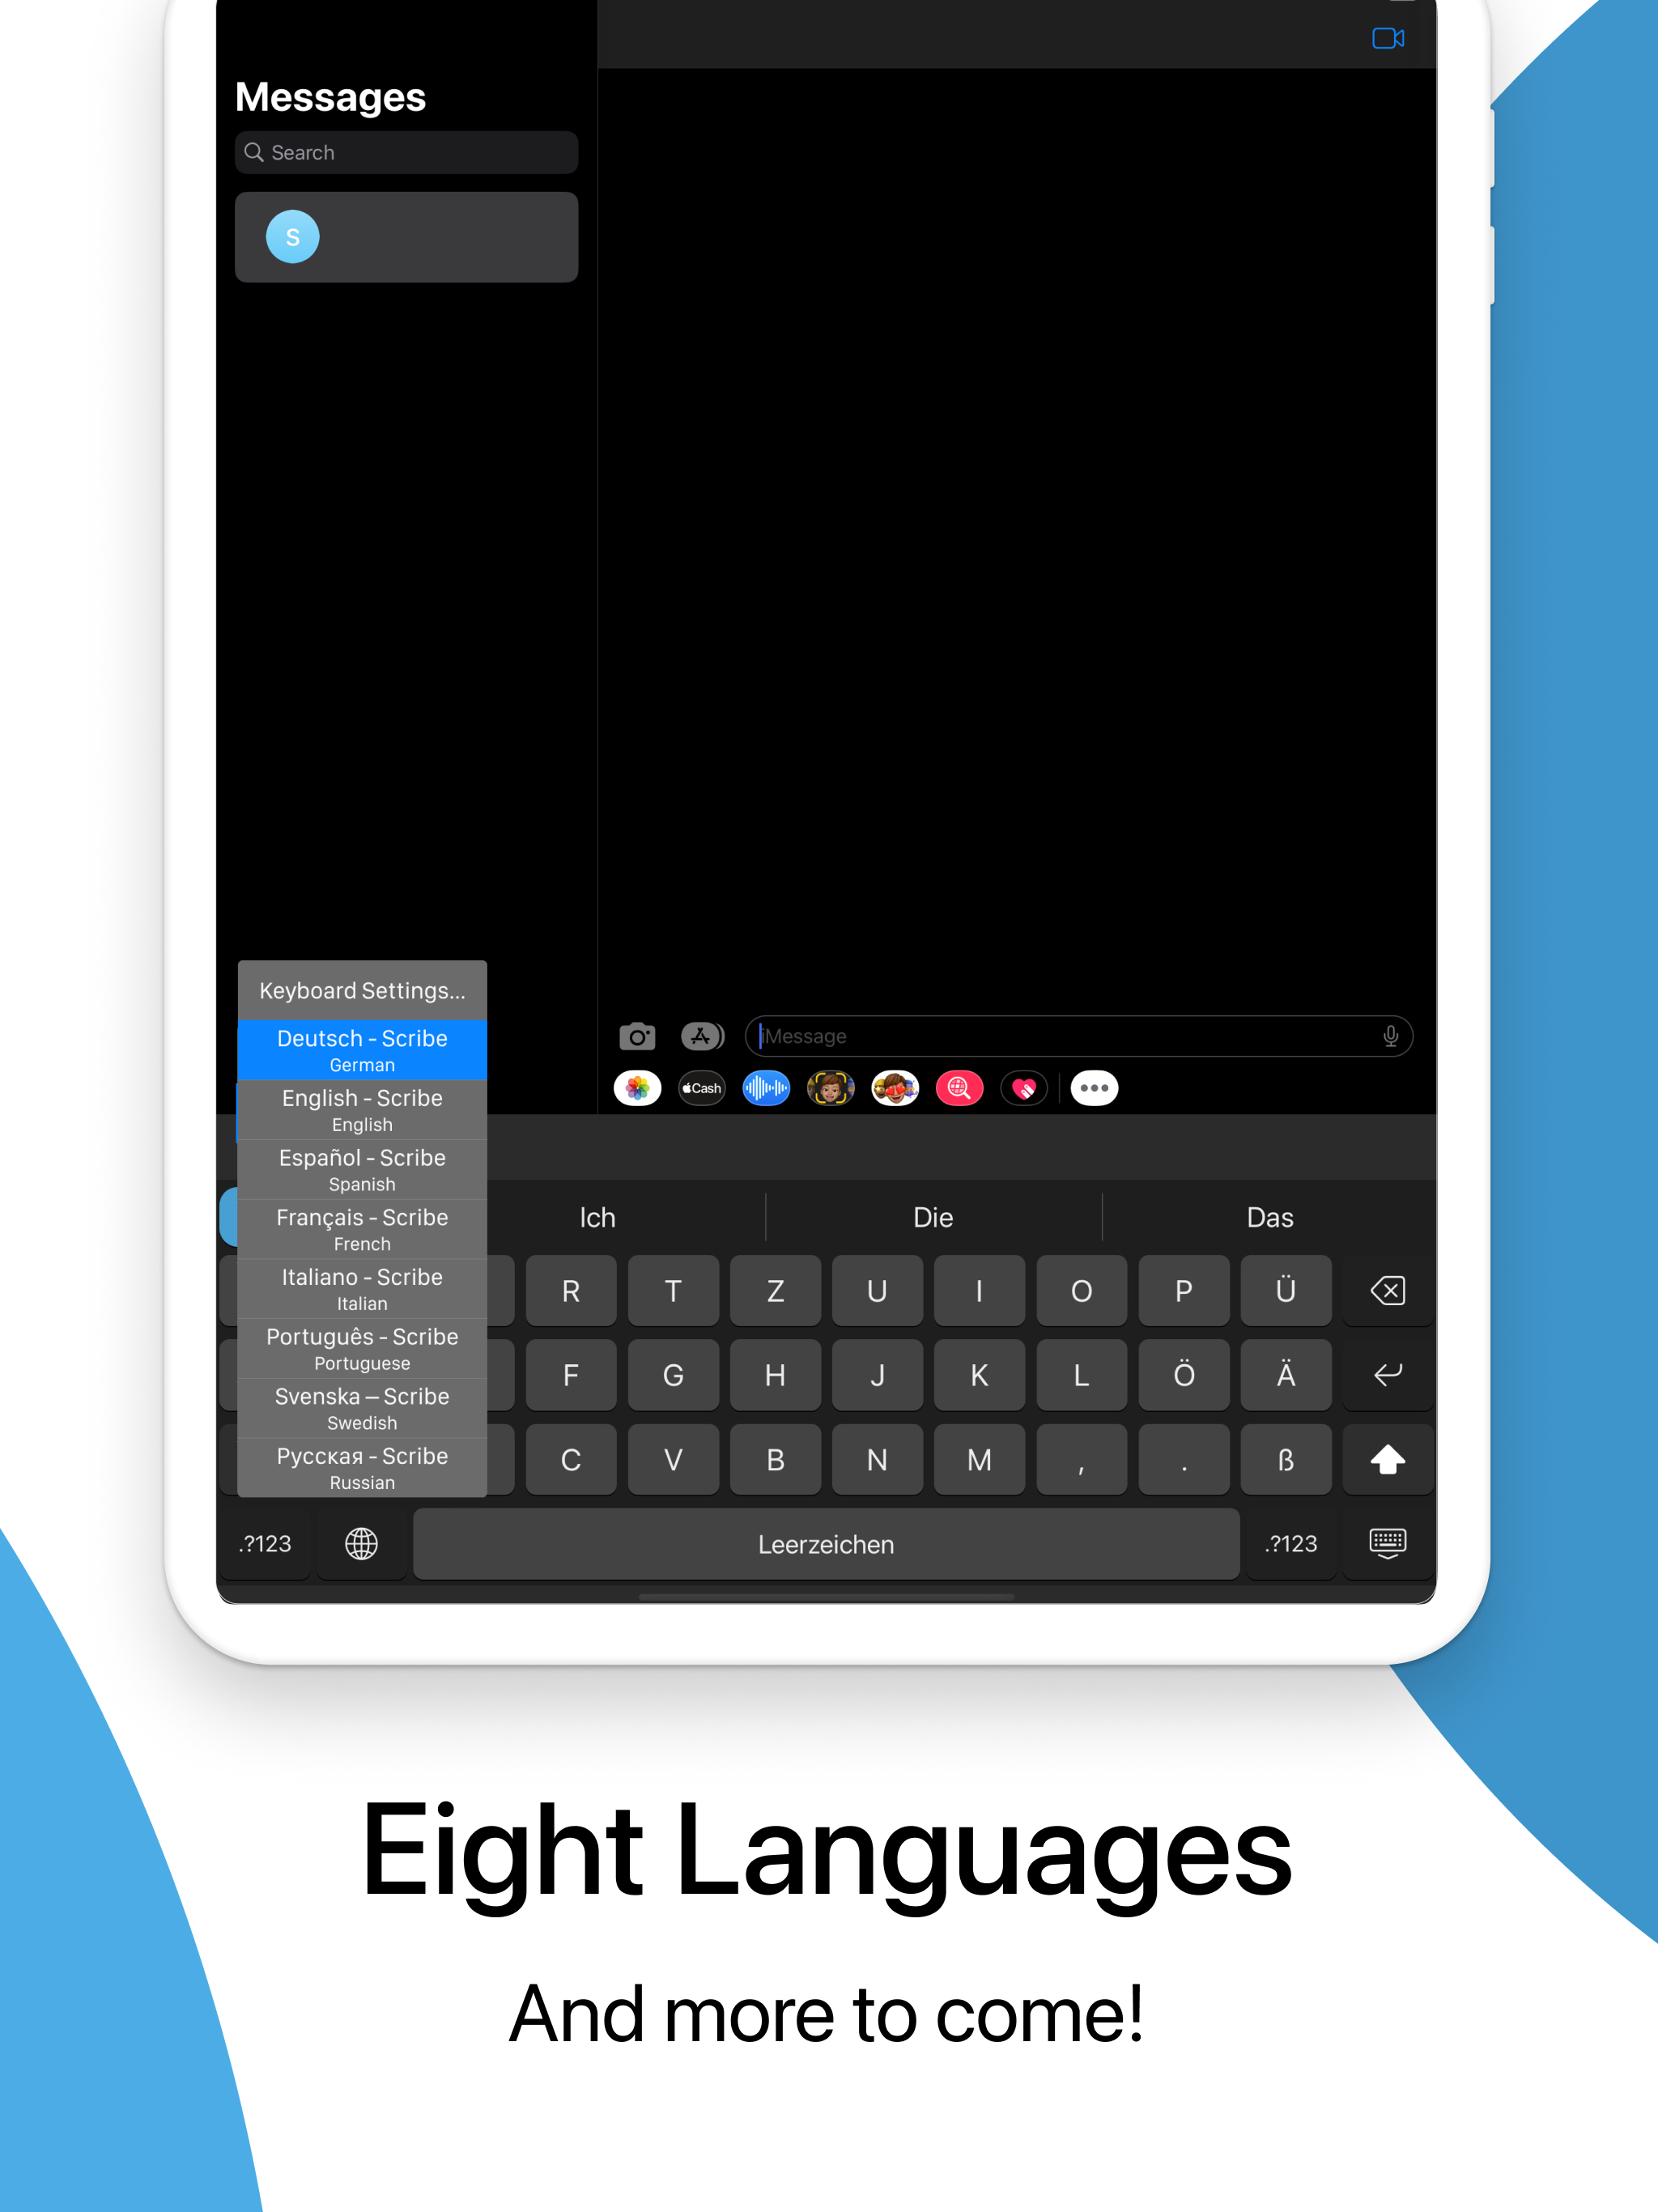 Messages
Search
S
Keyboard Settings...
Deutsch - Scribe
German
English - Scribe
English
Español - Scribe
Spanish
Français - Scribe
French
Italiano - Scribe
Italian
Português - Scribe
Portuguese
Svenska – Scribe
Swedish
Русская - Scribe
Russian
iMessage
Cash
Ich Die Das
R T Z U I O P Ü
F G H J K L Ö Ä
C V B N M , . ß
.?123 Leerzeichen .?123
Eight Languages
And more to come!